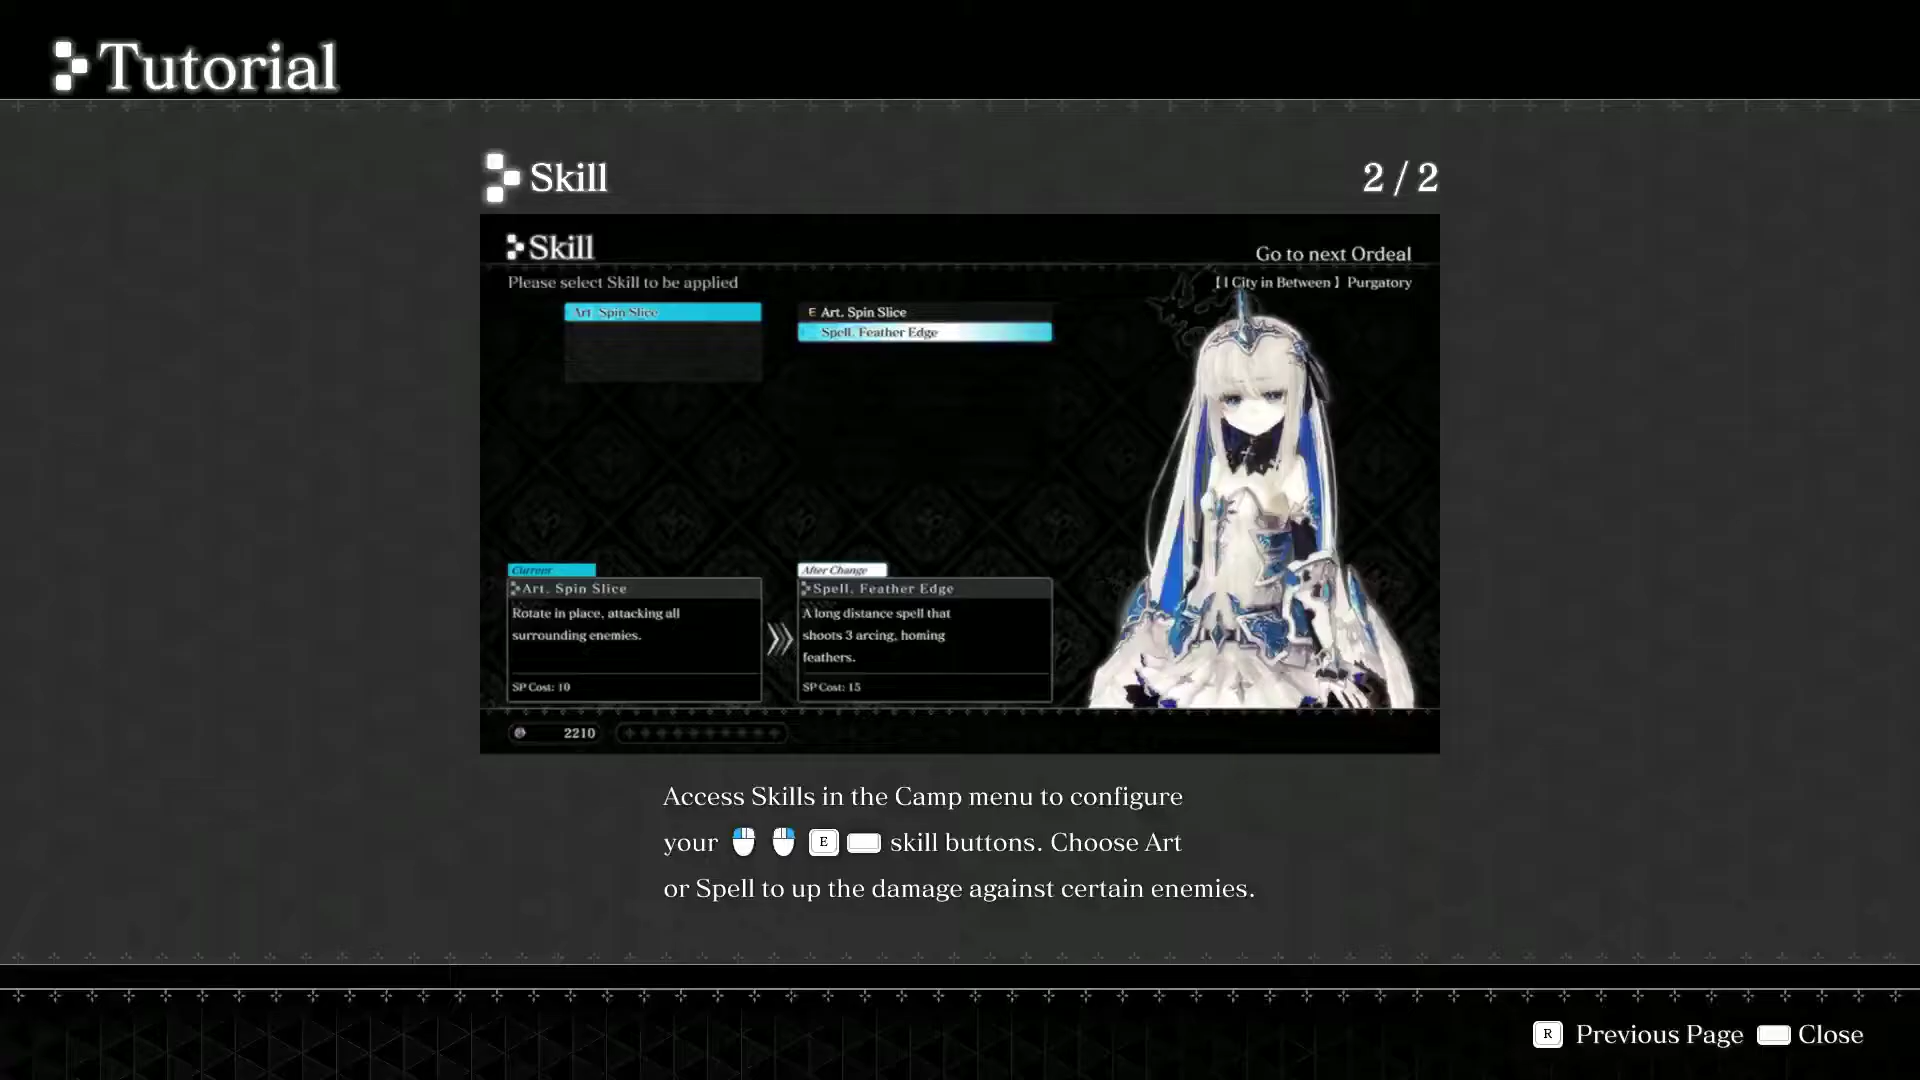 Tutorial
Skill
2 / 2
Skill
Go to next Ordeal
Please select Skill to be applied
【I City in Between】 Purgatory
Art. Spin Slice
E Art. Spin Slice
Spell. Feather Edge
Current
Art. Spin Slice
Rotate in place, attacking all
surrounding enemies.
SP Cost: 10
After Change
Spell. Feather Edge
A long distance spell that
shoots 3 arcing, homing
feathers.
SP Cost: 15
2210
Access Skills in the Camp menu to configure
your E skill buttons. Choose Art
or Spell to up the damage against certain enemies.
R Previous Page Close